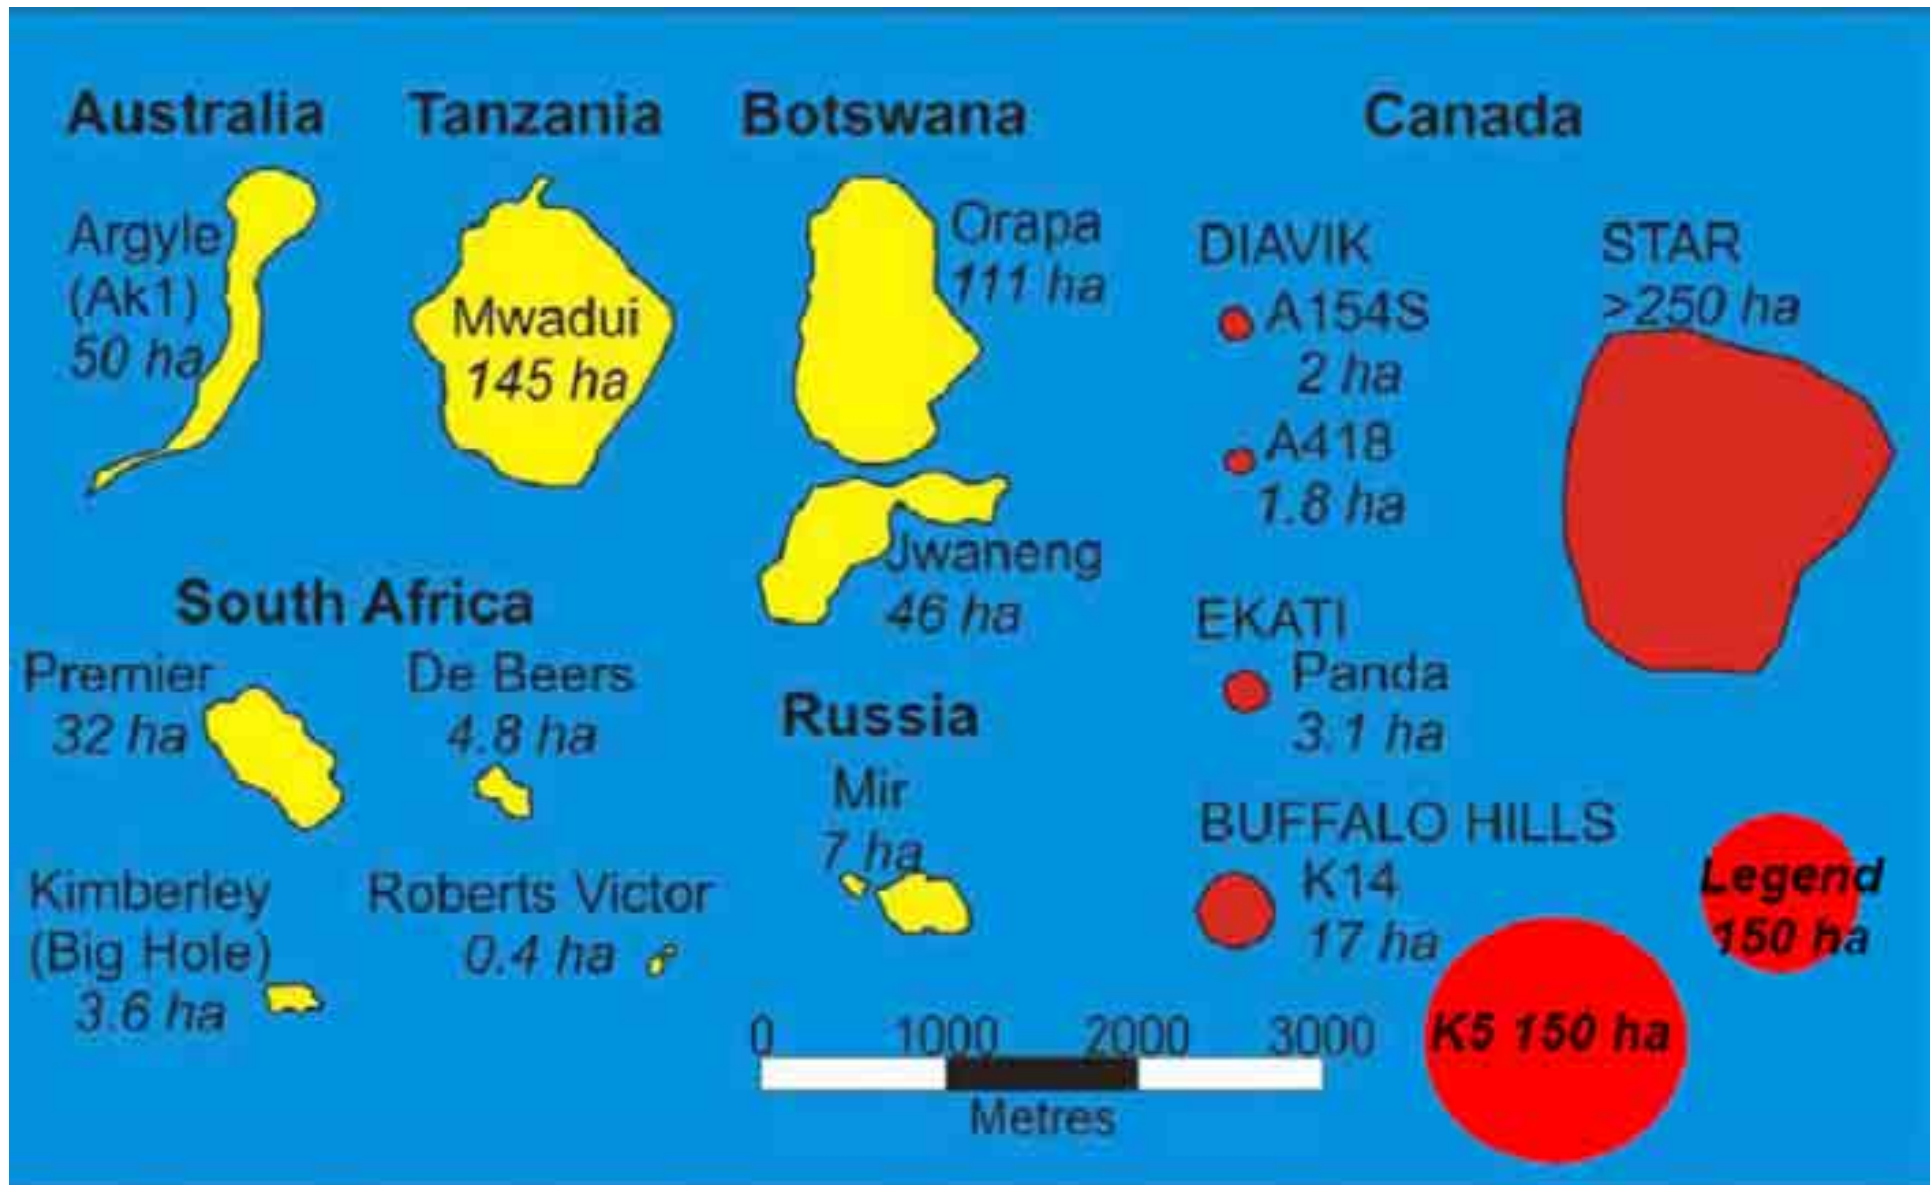 Australia
Argyle
(Ak1)
50 ha
Tanzania
Mwadui
145 ha
Botswana
Orapa
111 ha
Jwaneng
46 ha
Canada
DIAVIK
A154S
2 ha
A418
1.8 ha
STAR
>250 ha
EKATI
Panda
3.1 ha
BUFFALO HILLS
K14
17 ha
Legend
150 ha
K5 150 ha
South Africa
Premier
32 ha
De Beers
4.8 ha
Kimberley
(Big Hole)
3.6 ha
Roberts Victor
0.4 ha
Russia
Mir
7 ha
0 1000 2000 3000
Metres